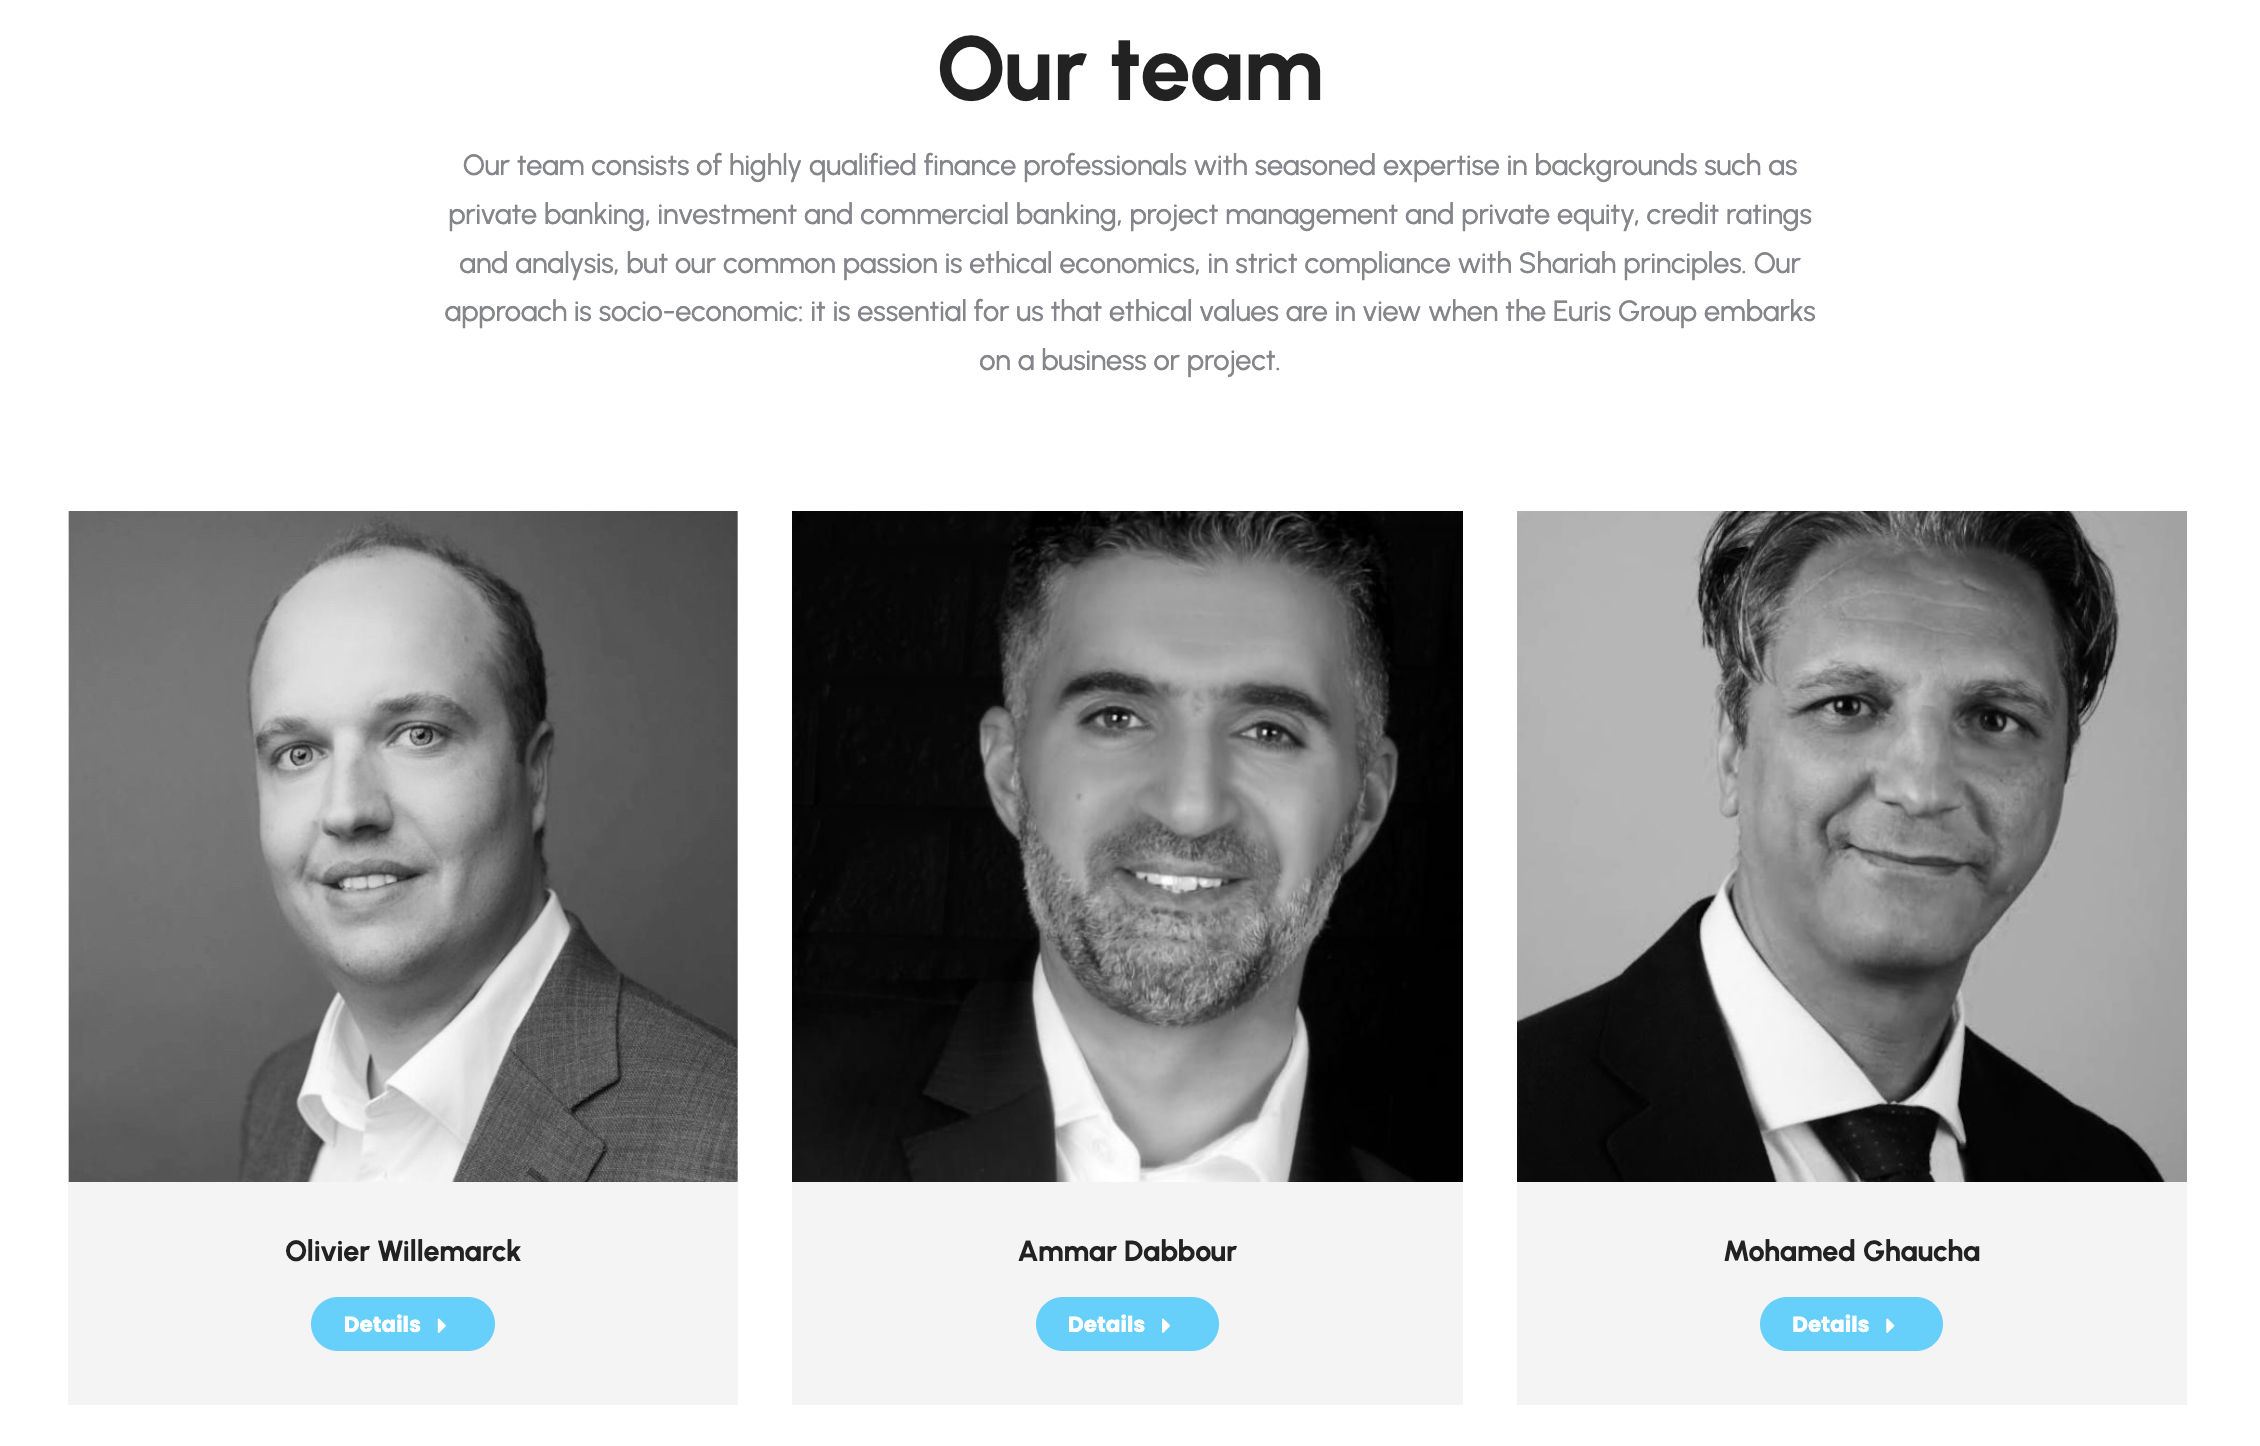 Our team
Our team consists of highly qualified finance professionals with seasoned expertise in backgrounds such as
private banking, investment and commercial banking, project management and private equity, credit ratings
and analysis, but our common passion is ethical economics, in strict compliance with Shariah principles. Our
approach is socio-economic: it is essential for us that ethical values are in view when the Euris Group embarks
on a business or project.
Olivier Willemarck
Details
Ammar Dabbour
Details
Mohamed Ghaucha
Details